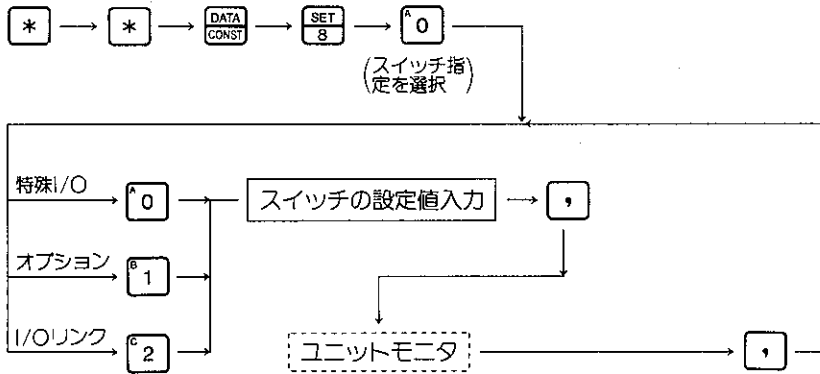 * → * → DATA CONST → SET 8 → A 0
(スイッチ指
定を選択)
特殊I/O → A 0 → スイッチの設定値入力 → ,
オプション → B 1
I/Oリンク → C 2
ユニットモニタ → ,